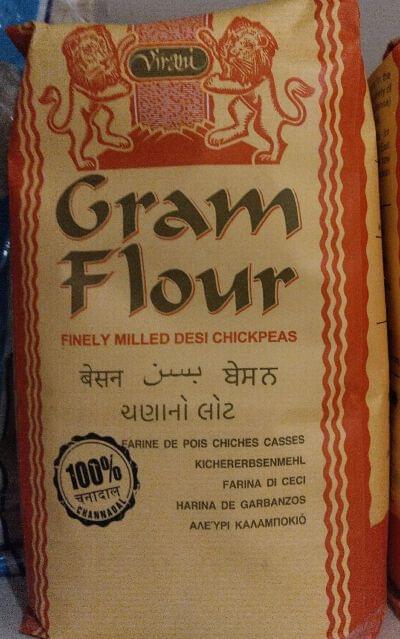 Virani
Gram
Flour
FINELY MILLED DESI CHICKPEAS
बेसन بیسن ਬੇਸਨ
ચણાનો લોટ
FARINE DE POIS CHICHES CASSES
KICHERERBSENMEHL
FARINA DI CECI
HARINA DE GARBANZOS
ΑΛΕΎΡΙ ΚΑΛΑΜΠΟΚΙΌ
100%
चनादाल
CHANNADAL